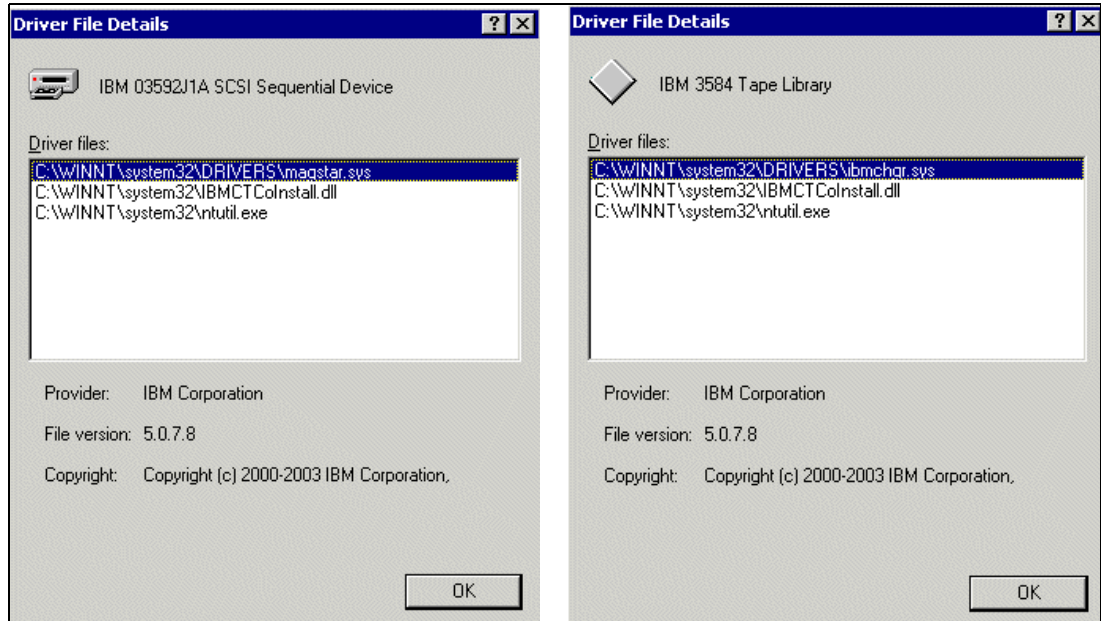 Driver File Details
? X
IBM 03592J1A SCSI Sequential Device
Driver files:
C:\WINNT\system32\DRIVERS\magstar.sys
C:\WINNT\system32\IBMCTCoInstall.dll
C:\WINNT\system32\ntutil.exe
Provider: IBM Corporation
File version: 5.0.7.8
Copyright: Copyright (c) 2000-2003 IBM Corporation,
OK
Driver File Details
? X
IBM 3584 Tape Library
Driver files:
C:\WINNT\system32\DRIVERS\ibmchgr.sys
C:\WINNT\system32\IBMCTCoInstall.dll
C:\WINNT\system32\ntutil.exe
Provider: IBM Corporation
File version: 5.0.7.8
Copyright: Copyright (c) 2000-2003 IBM Corporation,
OK